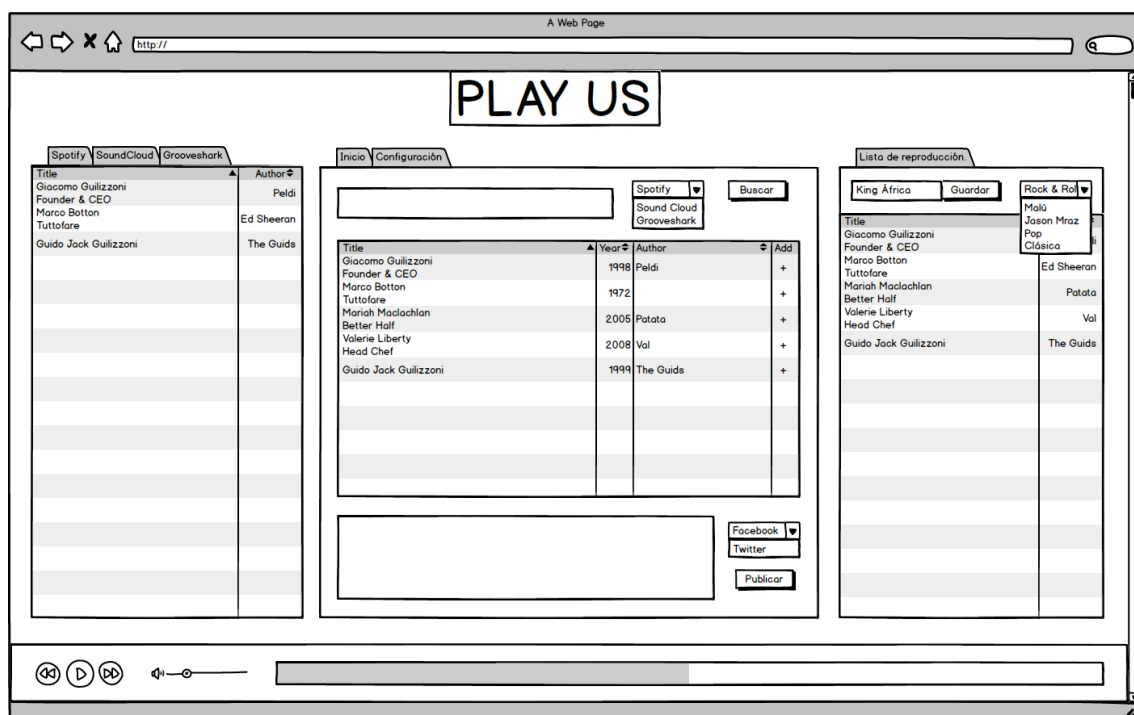 A Web Page
http://
PLAY US
Spotify SoundCloud Grooveshark
Title Author
Giacomo Guilizzoni
Founder & CEO
Peldi
Marco Botton
Tuttofare
Ed Sheeran
Guido Jack Guilizzoni The Guids
Inicio Configuración
Spotify
Sound Cloud
Grooveshark
Buscar
Title Year Author Add
Giacomo Guilizzoni
Founder & CEO
1998 Peldi +
Marco Botton
Tuttofare
1972 +
Mariah Maclachlan
Better Half
2005 Patata +
Valerie Liberty
Head Chef
2008 Val +
Guido Jack Guilizzoni 1999 The Guids +
Facebook
Twitter
Publicar
Lista de reproducción.
King África Guardar
Rock & Rol
Malú
Jason Mraz
Pop
Clásica
Title
Giacomo Guilizzoni
Founder & CEO
Marco Botton
Tuttofare
Ed Sheeran
Mariah Maclachlan
Better Half
Patata
Valerie Liberty
Head Chef
Val
Guido Jack Guilizzoni The Guids